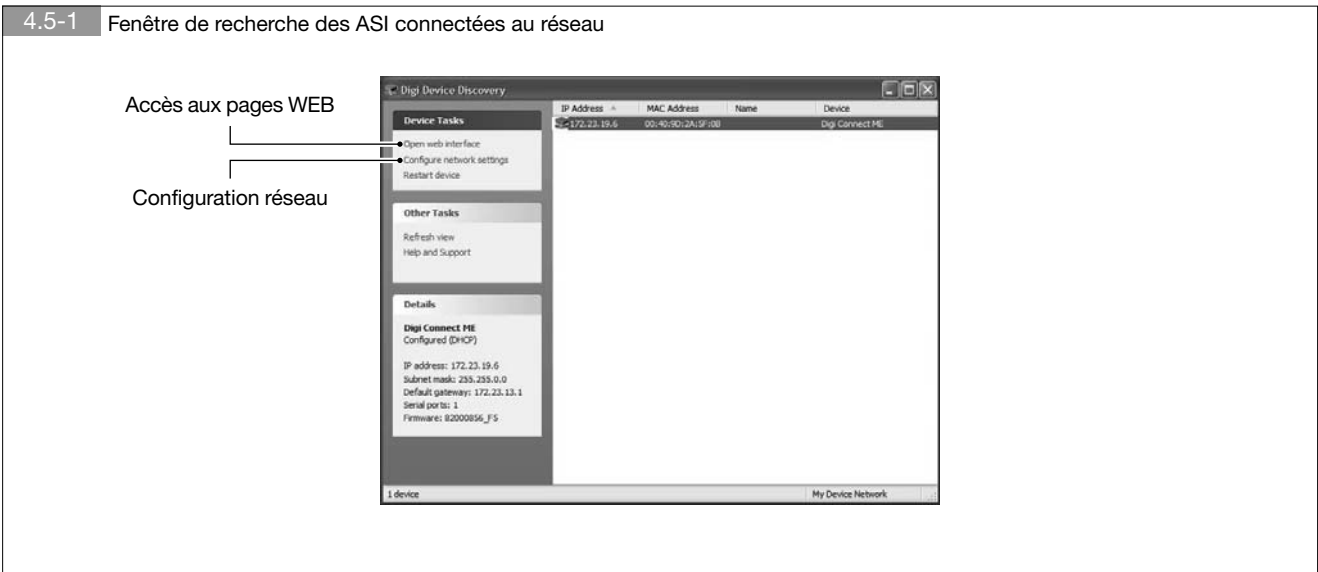 4.5-1 Fenêtre de recherche des ASI connectées au réseau
Accès aux pages WEB
Configuration réseau
Digi Device Discovery
Device Tasks
Open web interface
Configure network settings
Restart device
Other Tasks
Refresh view
Help and Support
Details
Digi Connect ME
Configured (DHCP)
IP address: 172.23.19.6
Subnet mask: 255.255.0.0
Default gateway: 172.23.13.1
Serial ports: 1
Firmware: 82000856_F5
IP Address MAC Address Name Device
172.23.19.6 00:40:9D:2A:5F:08 Digi Connect ME
1 device My Device Network